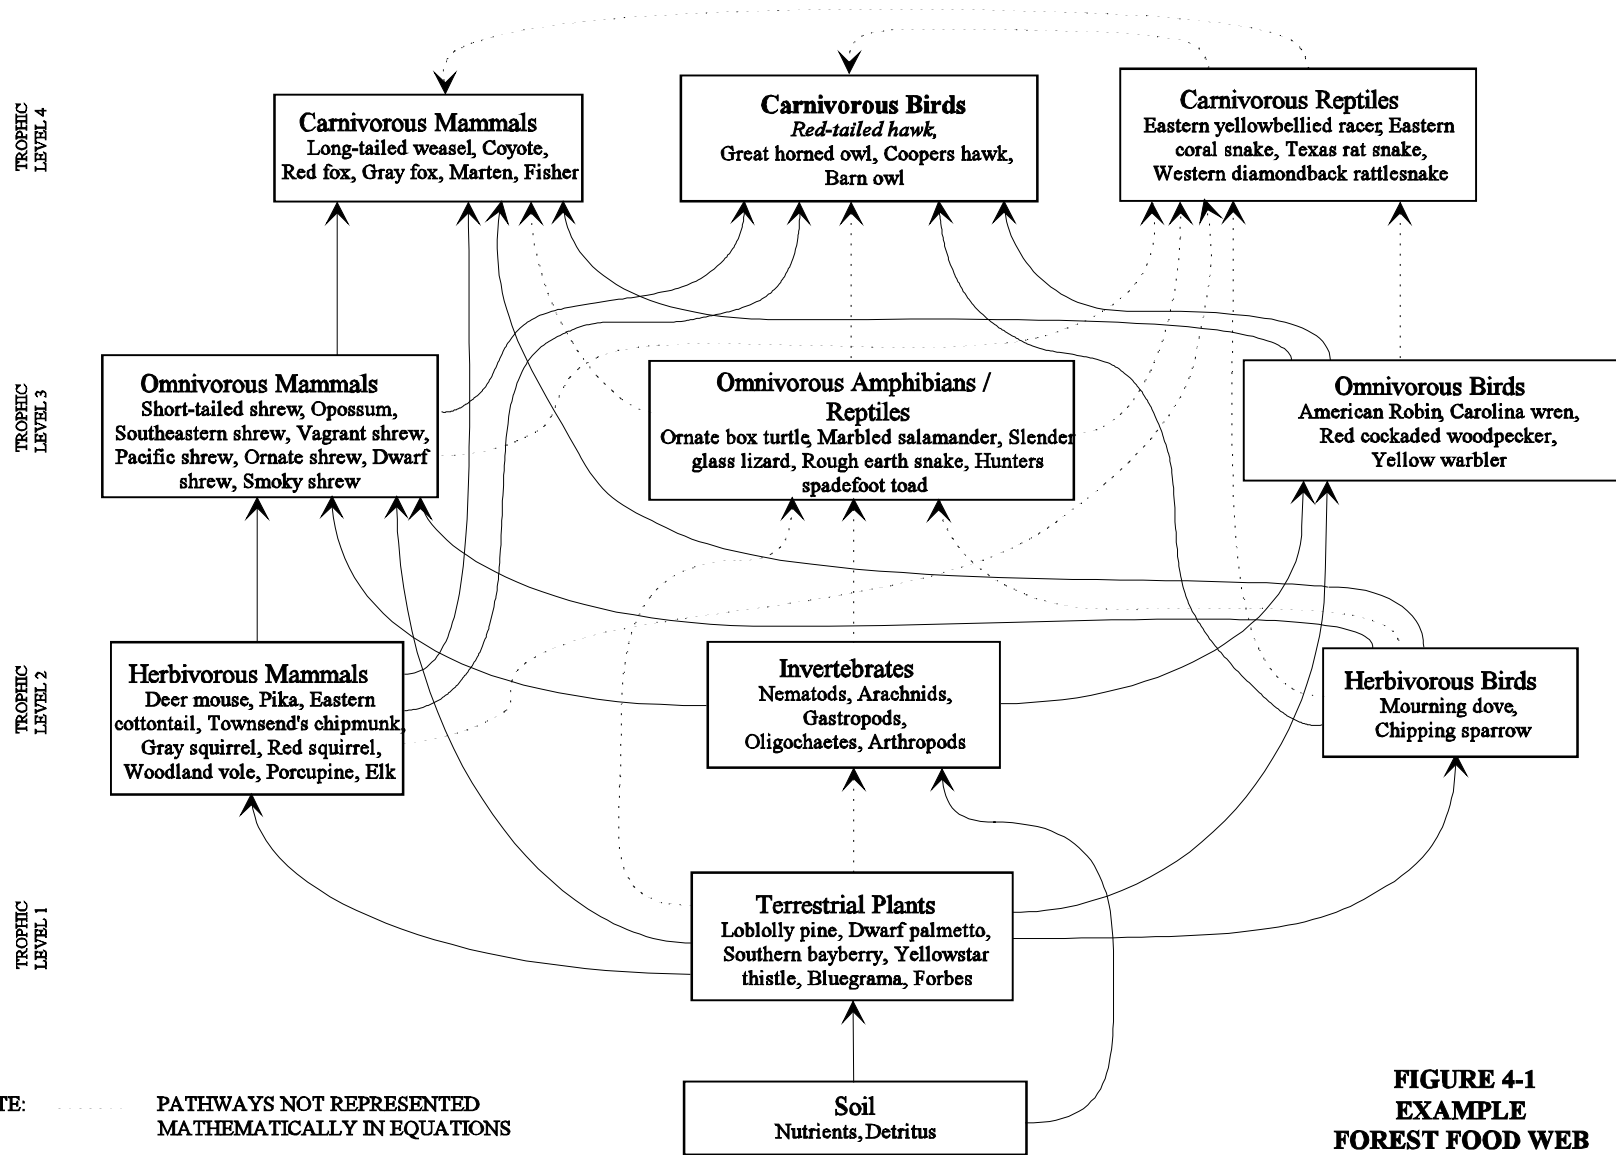 TROPHIC
LEVEL 4
Carnivorous Mammals
Long-tailed weasel, Coyote,
Red fox, Gray fox, Marten, Fisher
Carnivorous Birds
Red-tailed hawk,
Great horned owl, Coopers hawk,
Barn owl
Carnivorous Reptiles
Eastern yellowbellied racer, Eastern
coral snake, Texas rat snake,
Western diamondback rattlesnake
TROPHIC
LEVEL 3
Omnivorous Mammals
Short-tailed shrew, Opossum,
Southeastern shrew, Vagrant shrew,
Pacific shrew, Ornate shrew, Dwarf
shrew, Smoky shrew
Omnivorous Amphibians /
Reptiles
Ornate box turtle, Marbled salamander, Slender
glass lizard, Rough earth snake, Hunters
spadefoot toad
Omnivorous Birds
American Robin, Carolina wren,
Red cockaded woodpecker,
Yellow warbler
TROPHIC
LEVEL 2
Herbivorous Mammals
Deer mouse, Pika, Eastern
cottontail, Townsend's chipmunk,
Gray squirrel, Red squirrel,
Woodland vole, Porcupine, Elk
Invertebrates
Nematods, Arachnids,
Gastropods,
Oligochaetes, Arthropods
Herbivorous Birds
Mourning dove,
Chipping sparrow
TROPHIC
LEVEL 1
Terrestrial Plants
Loblolly pine, Dwarf palmetto,
Southern bayberry, Yellowstar
thistle, Bluegrama, Forbes
Soil
Nutrients, Detritus
TE:
PATHWAYS NOT REPRESENTED
MATHEMATICALLY IN EQUATIONS
FIGURE 4-1
EXAMPLE
FOREST FOOD WEB